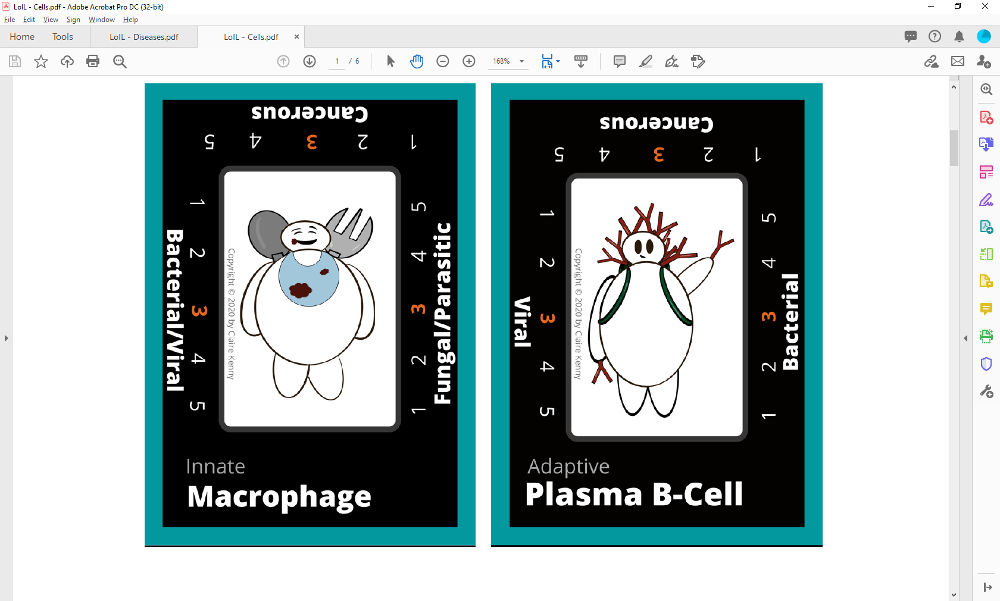 LoIL - Cells.pdf - Adobe Acrobat Pro DC (32-bit)
File Edit View Sign Window Help
Home Tools LoIL - Diseases.pdf LoIL - Cells.pdf ×
1 / 6 168%
Cancerous
5 4 3 2 1
Bacterial/Viral
1 2 3 4 5
Copyright © 2020 by Claire Kenny
Fungal/Parasitic
1 2 3 4 5
Innate
Macrophage
Cancerous
5 4 3 2 1
Viral
1 2 3 4 5
Copyright © 2020 by Claire Kenny
Bacterial
1 2 3 4 5
Adaptive
Plasma B-Cell